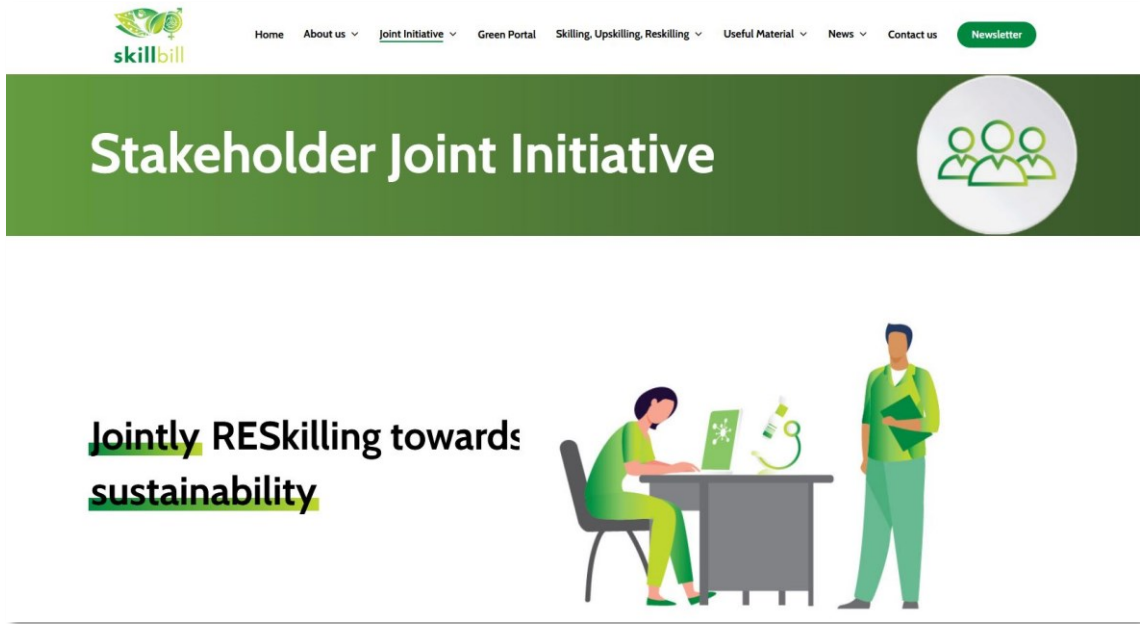 skillbill
Home About us Joint Initiative Green Portal Skilling, Upskilling, Reskilling Useful Material News Contact us Newsletter
Stakeholder Joint Initiative
Jointly RESkilling towards
sustainability